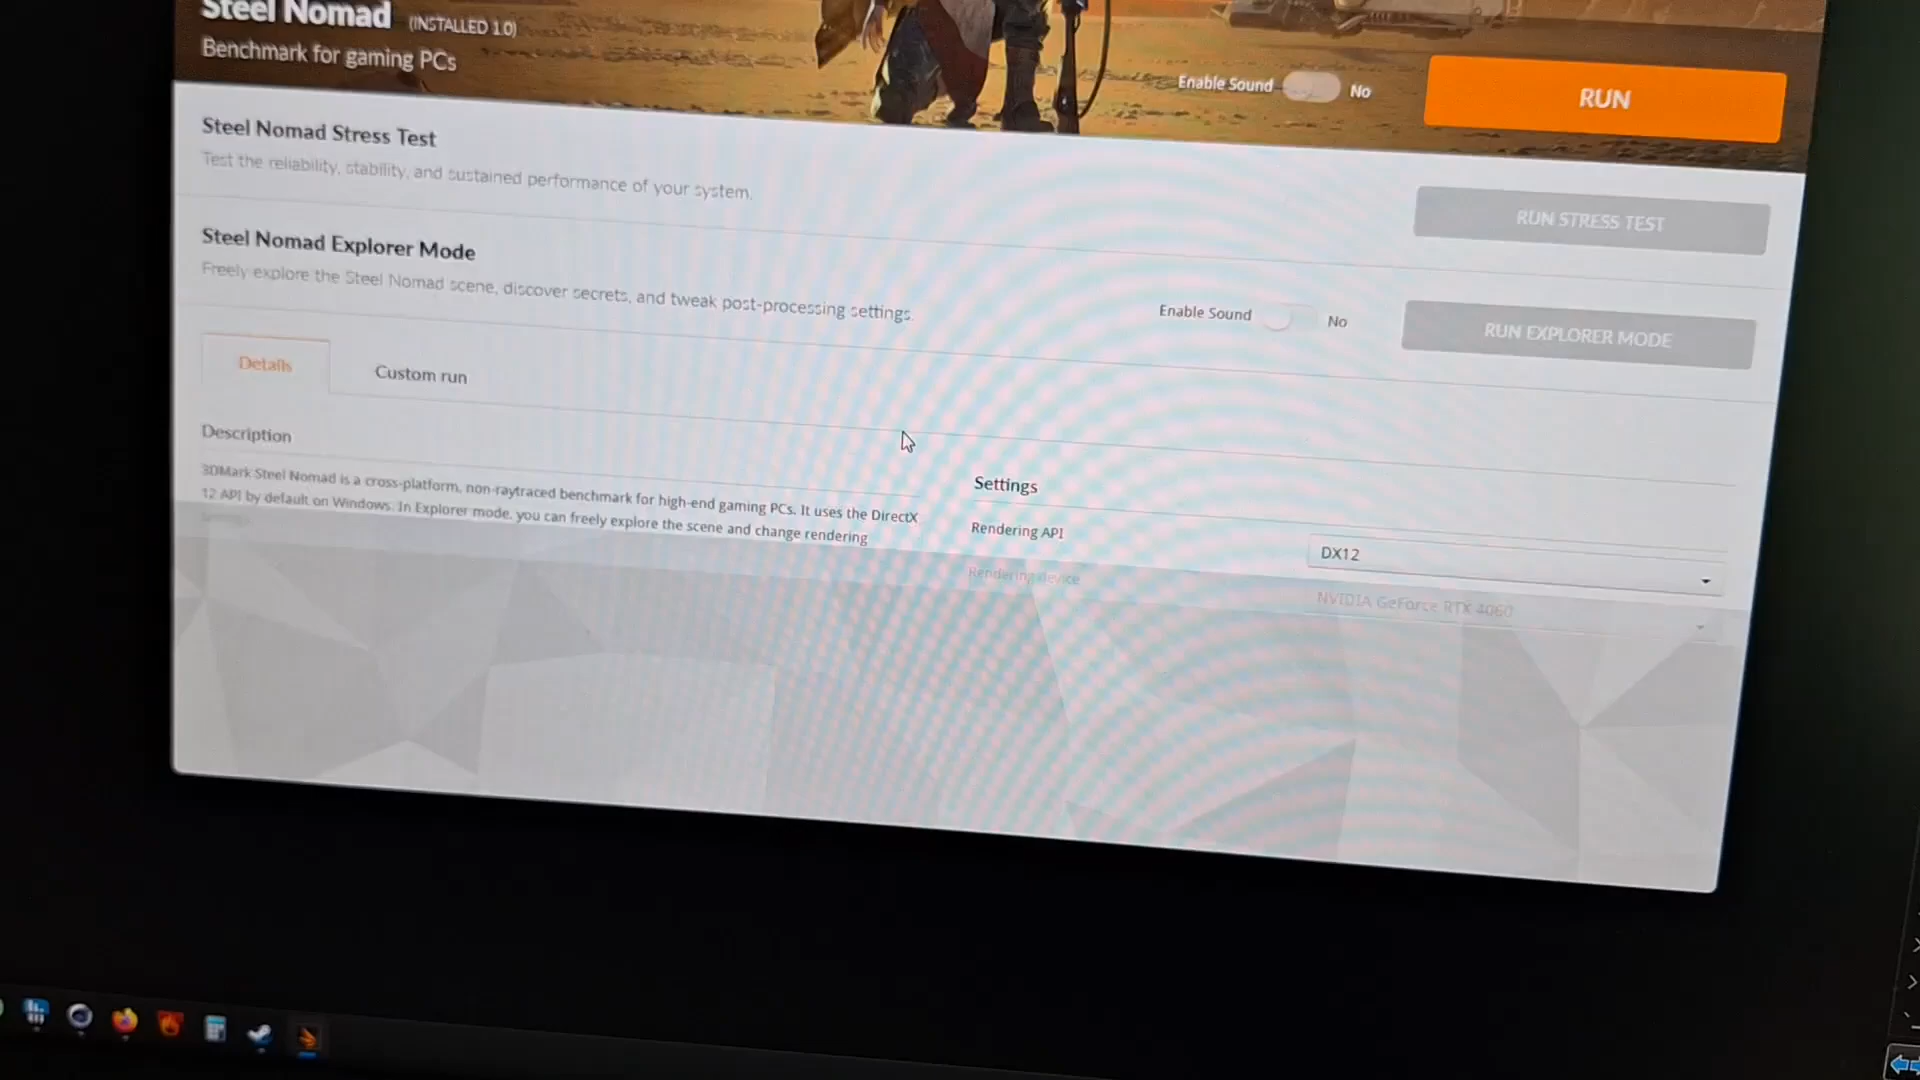 Steel Nomad (INSTALLED 1.0)
Benchmark for gaming PCs
Enable Sound No
RUN
Steel Nomad Stress Test
Test the reliability, stability, and sustained performance of your system.
RUN STRESS TEST
Steel Nomad Explorer Mode
Freely explore the Steel Nomad scene, discover secrets, and tweak post-processing settings.
Enable Sound No
RUN EXPLORER MODE
Details
Custom run
Description
3DMark Steel Nomad is a cross-platform, non-raytraced benchmark for high-end gaming PCs. It uses the DirectX
12 API by default on Windows. In Explorer mode, you can freely explore the scene and change rendering
Settings
Rendering API
DX12
Rendering device
NVIDIA GeForce RTX 4060